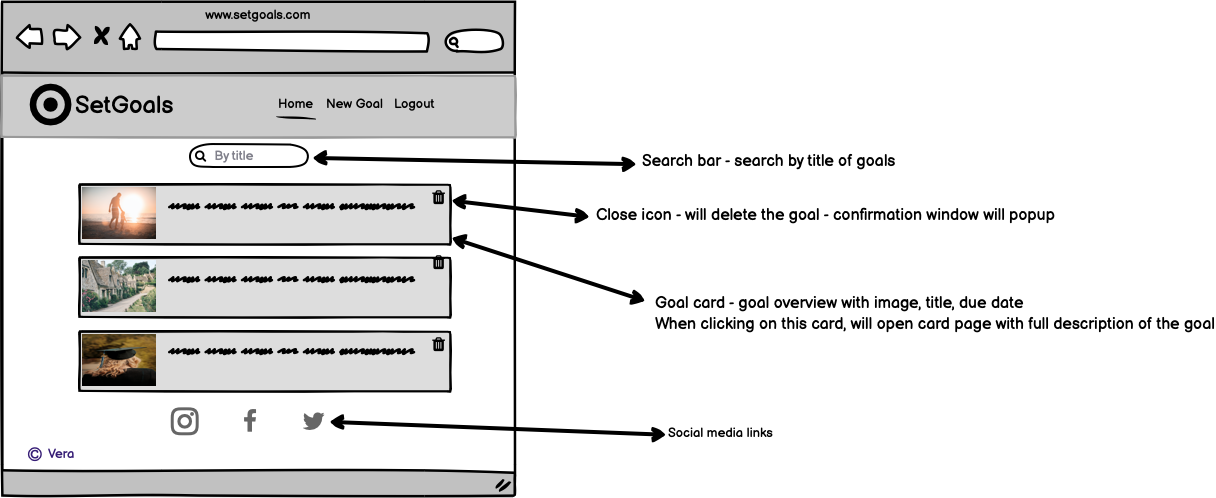 www.setgoals.com
SetGoals
Home New Goal Logout
By title
Search bar - search by title of goals
Close icon - will delete the goal - confirmation window will popup
Goal card - goal overview with image, title, due date
When clicking on this card, will open card page with full description of the goal
Social media links
© Vera